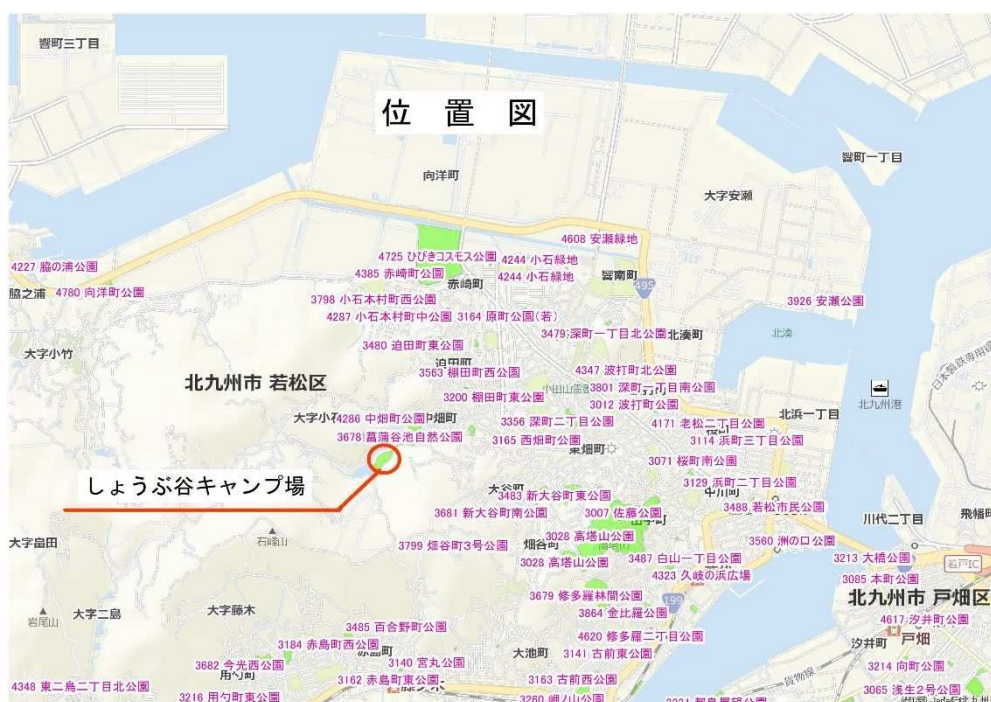 響町三丁目
位 置 図
響町一丁目
向洋町
大字安瀬
4608 安瀬緑地
4725 ひびきコスモス公園
4244 小石緑地
4227 脇の浦公園
4385 赤崎町公園
4244 小石緑地
響南町
赤崎町
495
脇之浦
4780 向洋町公園
3798 小石本村町西公園
3926 安瀬公園
4287 小石本村町中公園
3164 原町公園(若)
3479 深町一丁目北公園
北湊町
北湊
3480 迫田町東公園
大字小竹
迫田町
3563 棚田町西公園
4347 波打町北公園
北九州市 若松区
3801 深町一丁目南公園
3200 棚田町東公園
3012 波打町公園
北九州港
北浜一丁目
4286 中畑町公園
中畑町
3356 深町二丁目公園
4171 老松二丁目公園
3678 菖蒲谷池自然公園
3165 西畑町公園
東畑町
3114 浜町三丁目公園
3071 桜町南公園
しょうぶ谷キャンプ場
大谷町
3483 新大谷町東公園
3129 浜町二丁目公園
中川町
3681 新大谷町南公園
3007 佐藤公園
3488 若松市民公園
川代二丁目
飛幡町
大字畠田
石峰山
3799 畑谷町3号公園
畑谷町
3028 高塔山公園
3560 洲の口公園
3028 高塔山公園
3487 白山一丁目公園
3213 大橋公園
若戸IC
4323 久岐の浜広場
3085 本町公園
3679 修多羅林間公園
199
北九州市 戸畑区
大字二島
大字藤木
3864 金比羅公園
岩尾山
4617 汐井町公園
3485 百合野町公園
4620 修多羅二丁目公園
汐井町
戸畑
3184 赤島町西公園
大池町
3141 古前東公園
3682 今光西公園
3140 宮丸公園
3214 向町公園
4348 東二島二丁目北公園
用勺町
3162 赤島町東公園
3163 古前西公園
貨物線
3065 浅生2号公園
3216 用勺町東公園